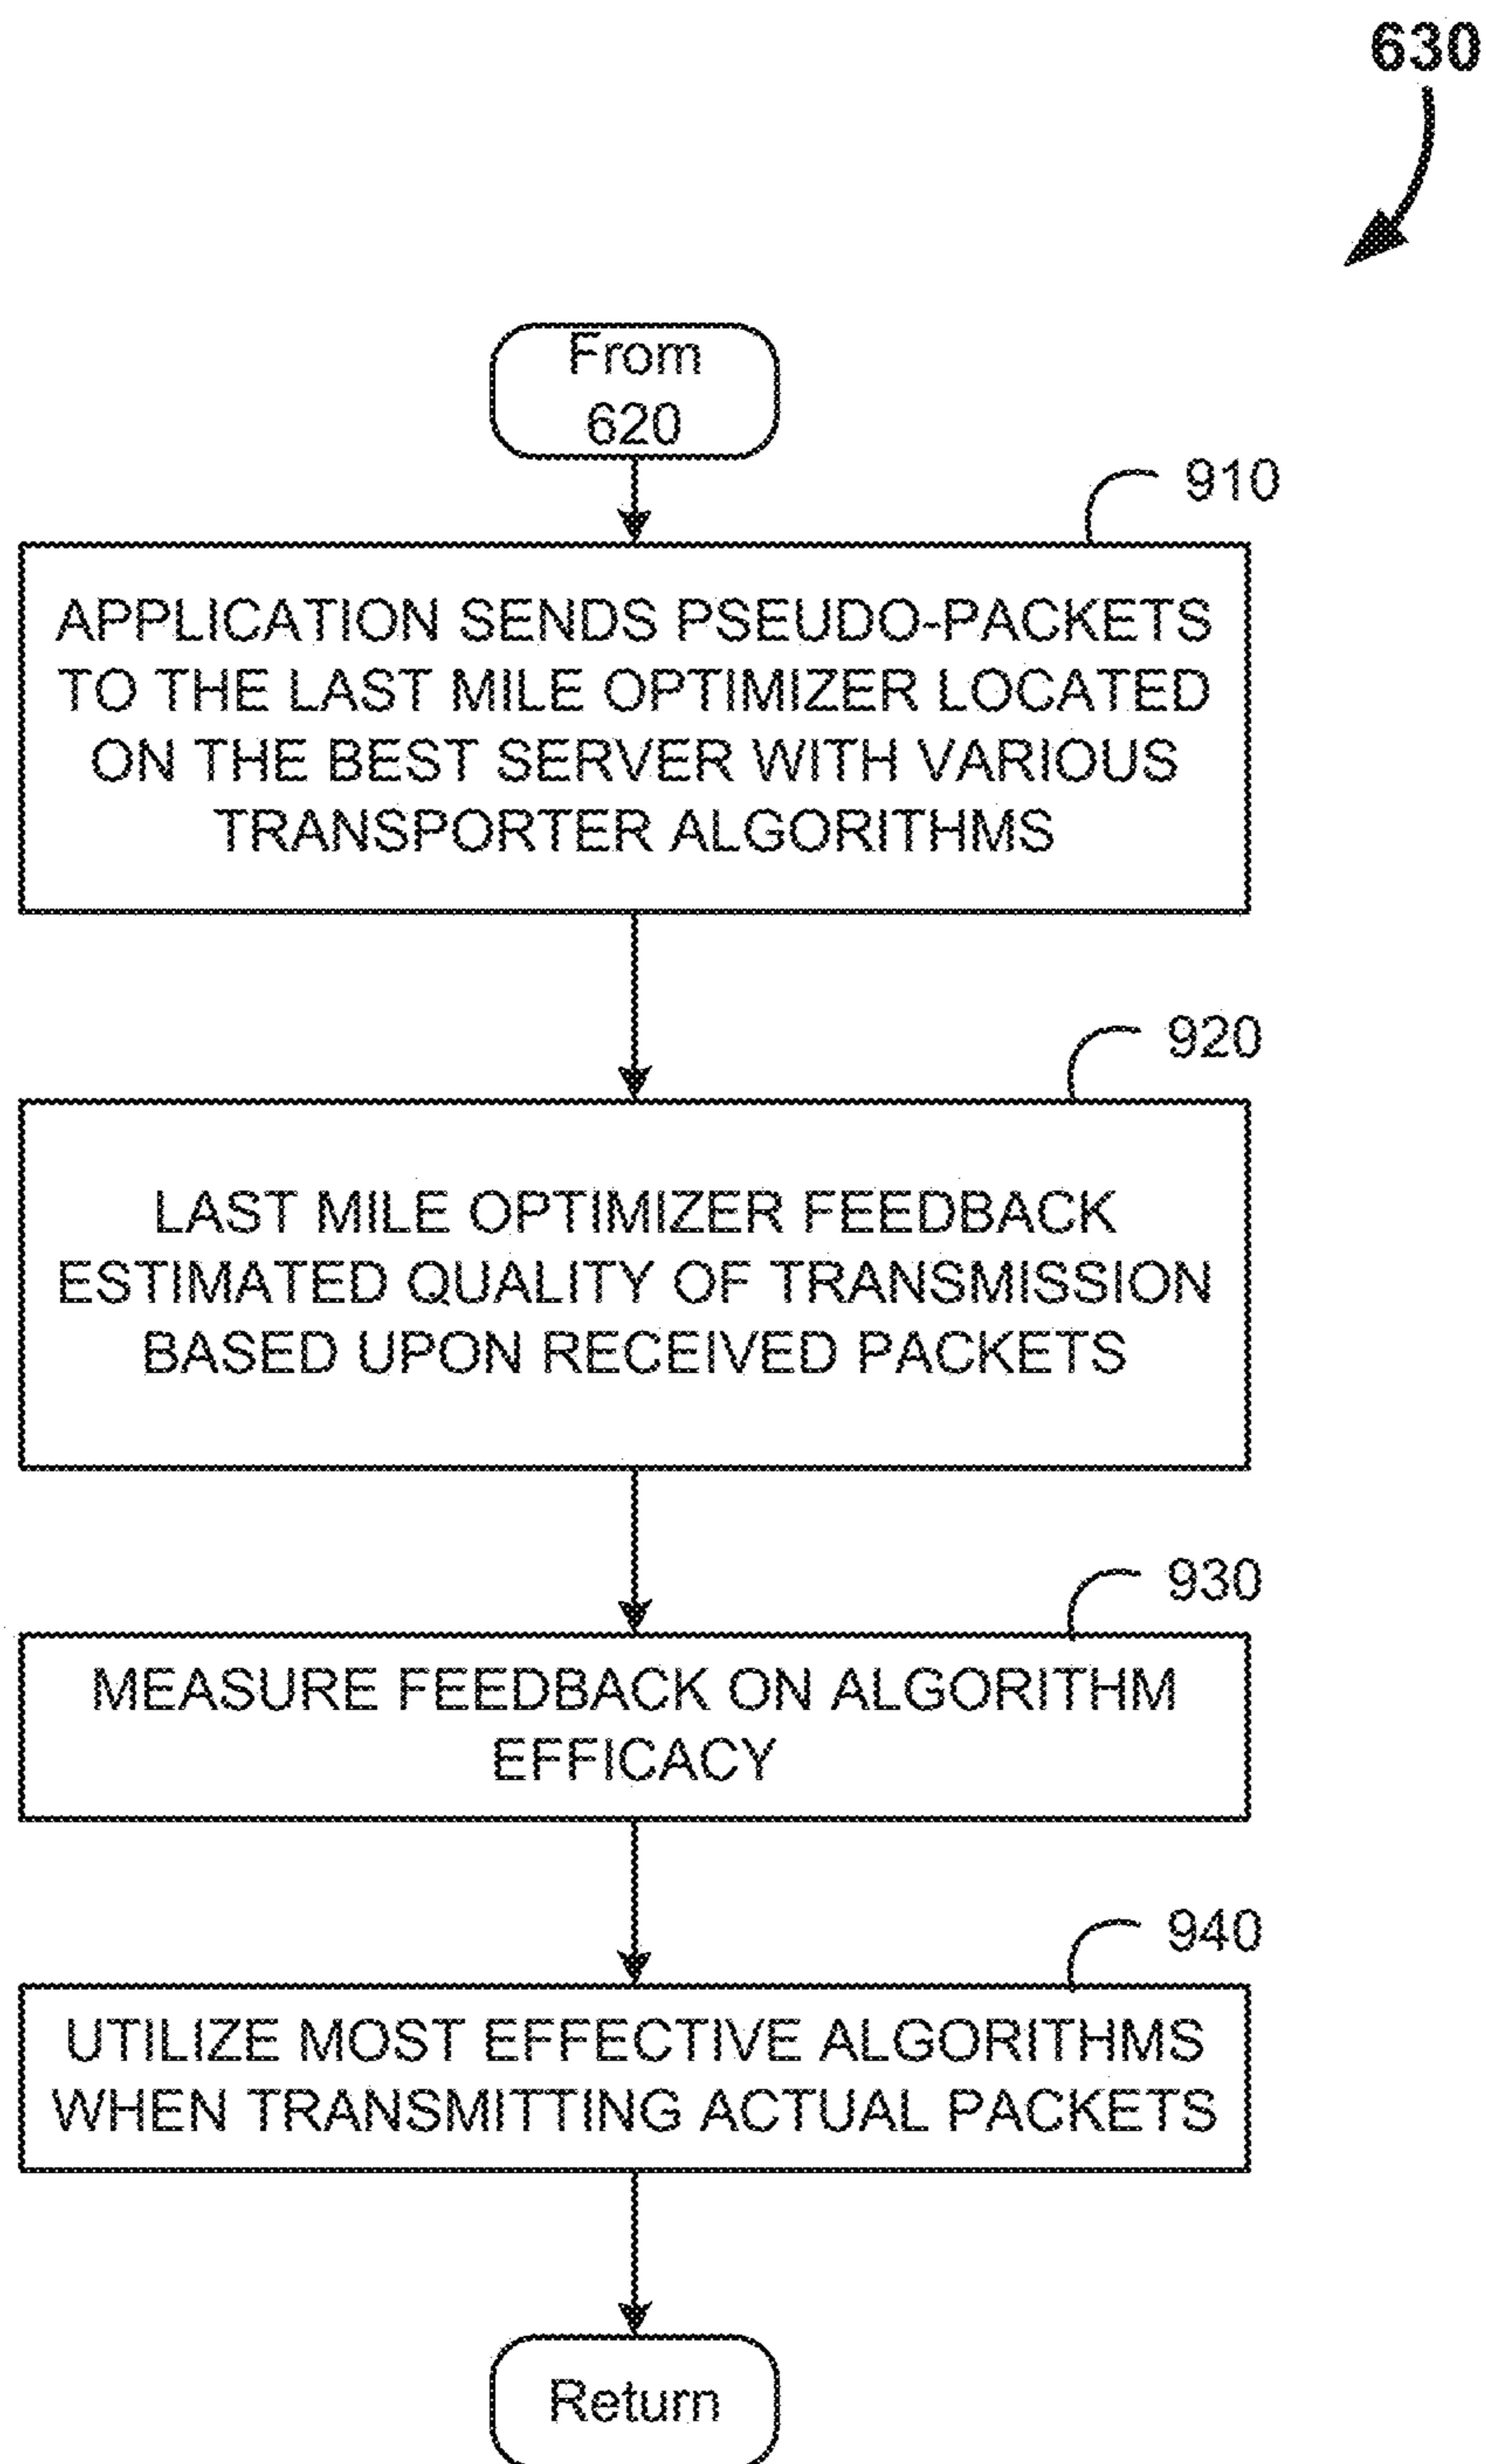 630
From
620
910
APPLICATION SENDS PSEUDO-PACKETS
TO THE LAST MILE OPTIMIZER LOCATED
ON THE BEST SERVER WITH VARIOUS
TRANSPORTER ALGORITHMS
920
LAST MILE OPTIMIZER FEEDBACK
ESTIMATED QUALITY OF TRANSMISSION
BASED UPON RECEIVED PACKETS
930
MEASURE FEEDBACK ON ALGORITHM
EFFICACY
940
UTILIZE MOST EFFECTIVE ALGORITHMS
WHEN TRANSMITTING ACTUAL PACKETS
Return